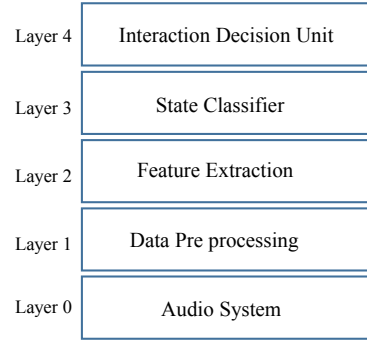 Layer 4 Interaction Decision Unit
Layer 3 State Classifier
Layer 2 Feature Extraction
Layer 1 Data Pre processing
Layer 0 Audio System